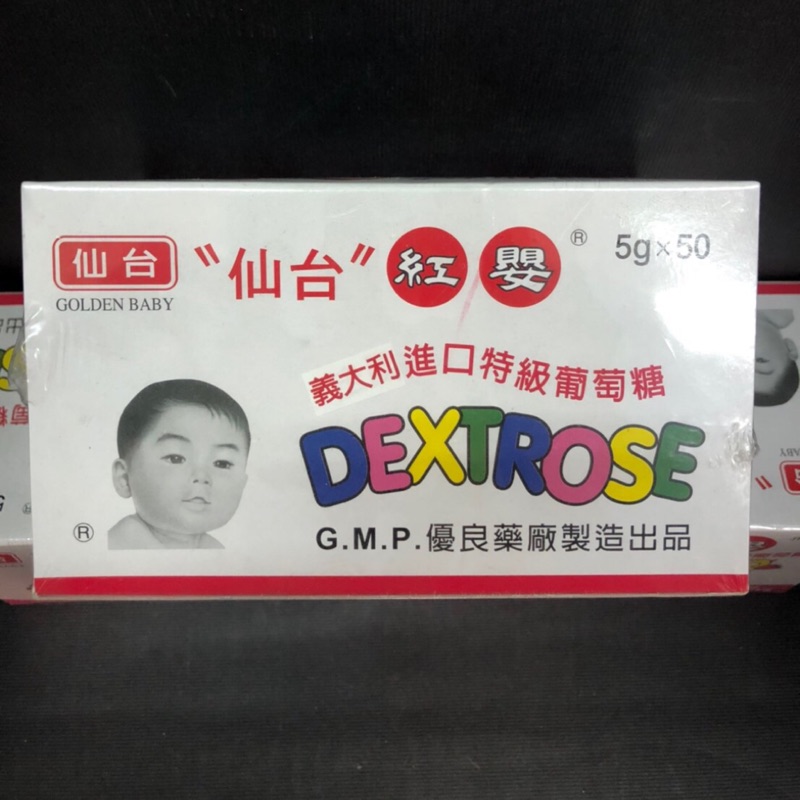 仙台
GOLDEN BABY
"仙台" 紅嬰®
5g×50
義大利進口特級葡萄糖
DEXTROSE
®
G.M.P.優良藥廠製造出品